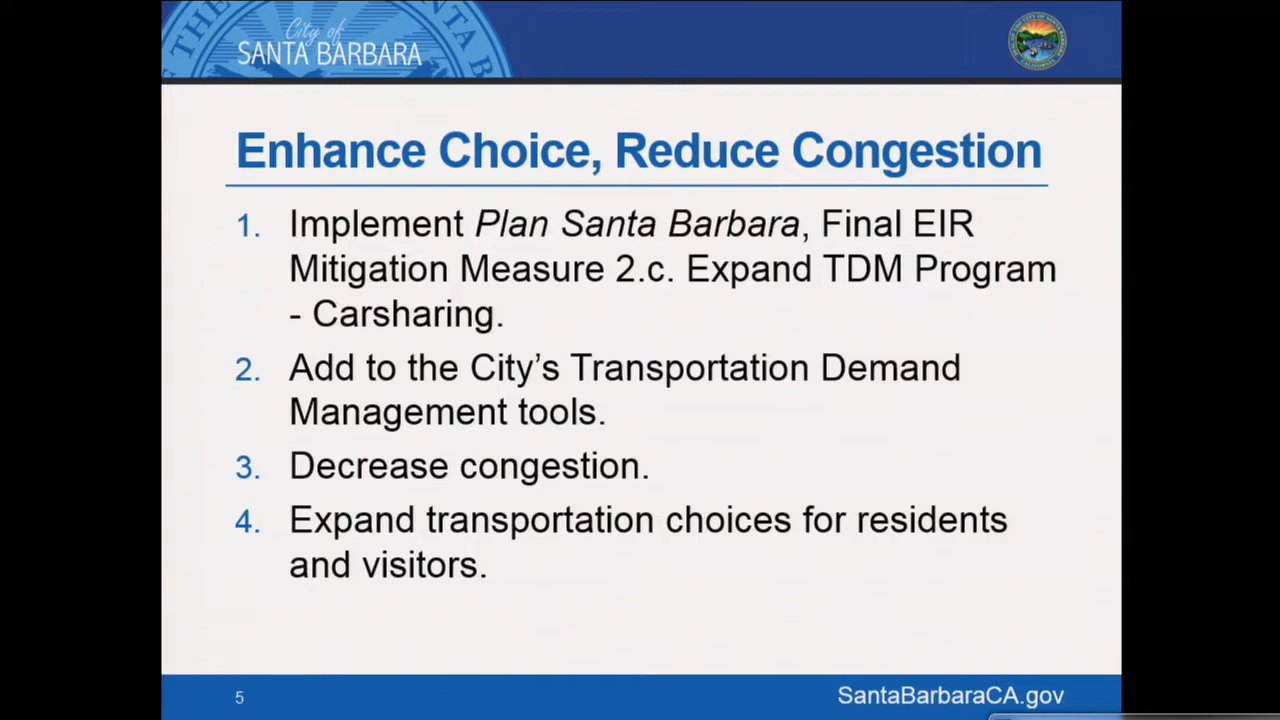 City of
SANTA BARBARA
Enhance Choice, Reduce Congestion
1. Implement Plan Santa Barbara, Final EIR
Mitigation Measure 2.c. Expand TDM Program
- Carsharing.
2. Add to the City’s Transportation Demand
Management tools.
3. Decrease congestion.
4. Expand transportation choices for residents
and visitors.
5
SantaBarbaraCA.gov